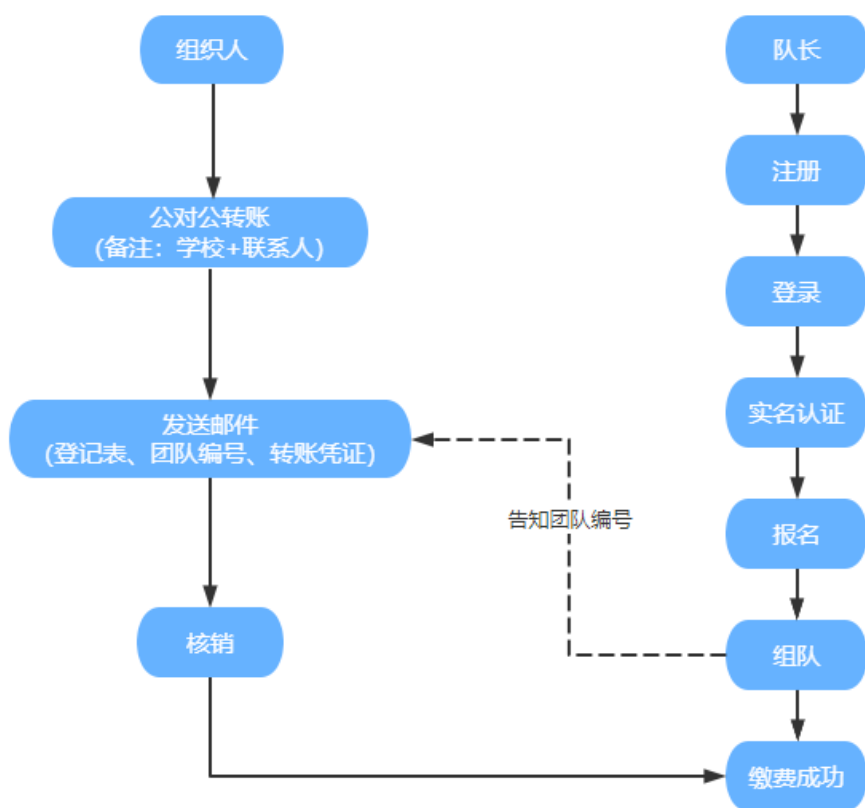 组织人
公对公转账
(备注：学校+联系人)
发送邮件
(登记表、团队编号、转账凭证)
核销
告知团队编号
队长
注册
登录
实名认证
报名
组队
缴费成功